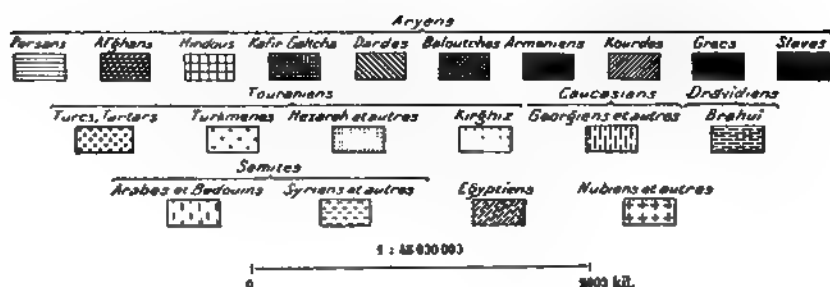 Aryens
Persans Afghans Hindous Kafir Galtcha Dardes Baloutches Armeniens Kourdes Grecs Slaves
Touraniens Caucasiens Dravidiens
Turcs, Tartars Turkmenes Hezareh et autres Kirghiz Georgiens et autres Brahui
Semites
Arabes et Bedouins Syriens et autres Egyptiens Nubiens et autres
1 :
0 kil.